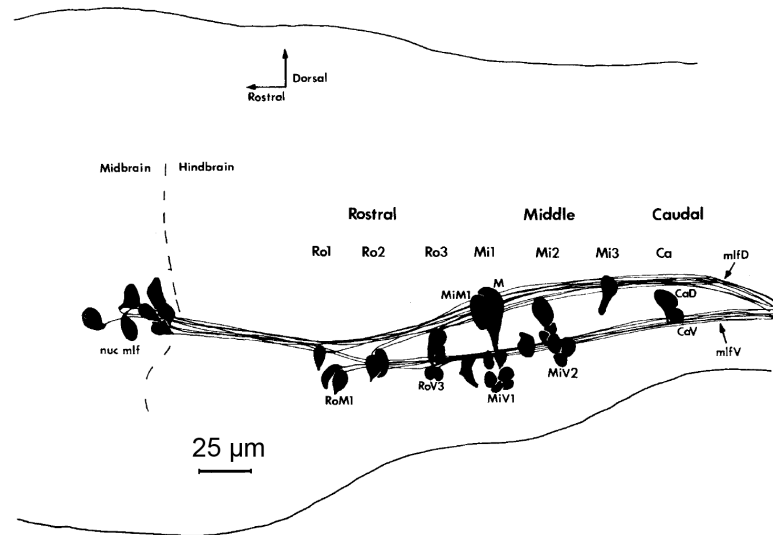 Dorsal
Rostral
Midbrain Hindbrain
Rostral Middle Caudal
Ro1 Ro2 Ro3 Mi1 Mi2 Mi3 Ca
mlfD
M
MiM1
CaD
CaV
nuc mlf
mlfV
RoM1 RoV3 MiV1 MiV2
25 µm